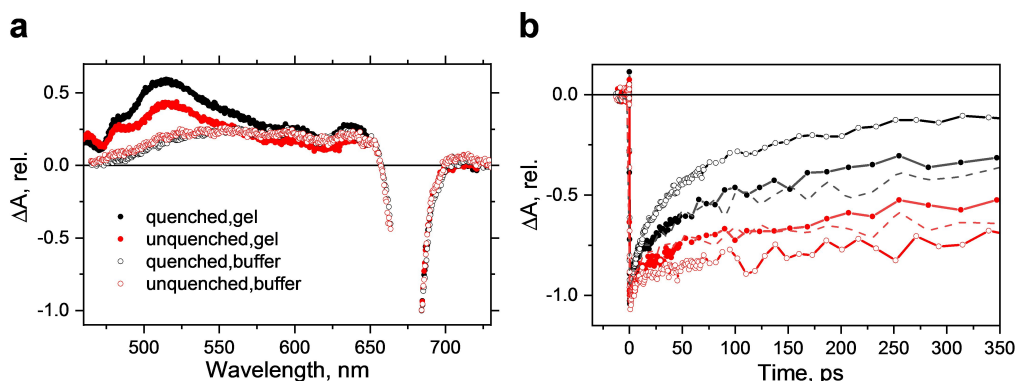 a
ΔA, rel.
0.5
0.0
-0.5
-1.0
quenched,gel
unquenched,gel
quenched,buffer
unquenched,buffer
500
550
600
650
700
Wavelength, nm
b
ΔA, rel.
0.0
-0.5
-1.0
0
50
100
150
200
250
300
350
Time, ps